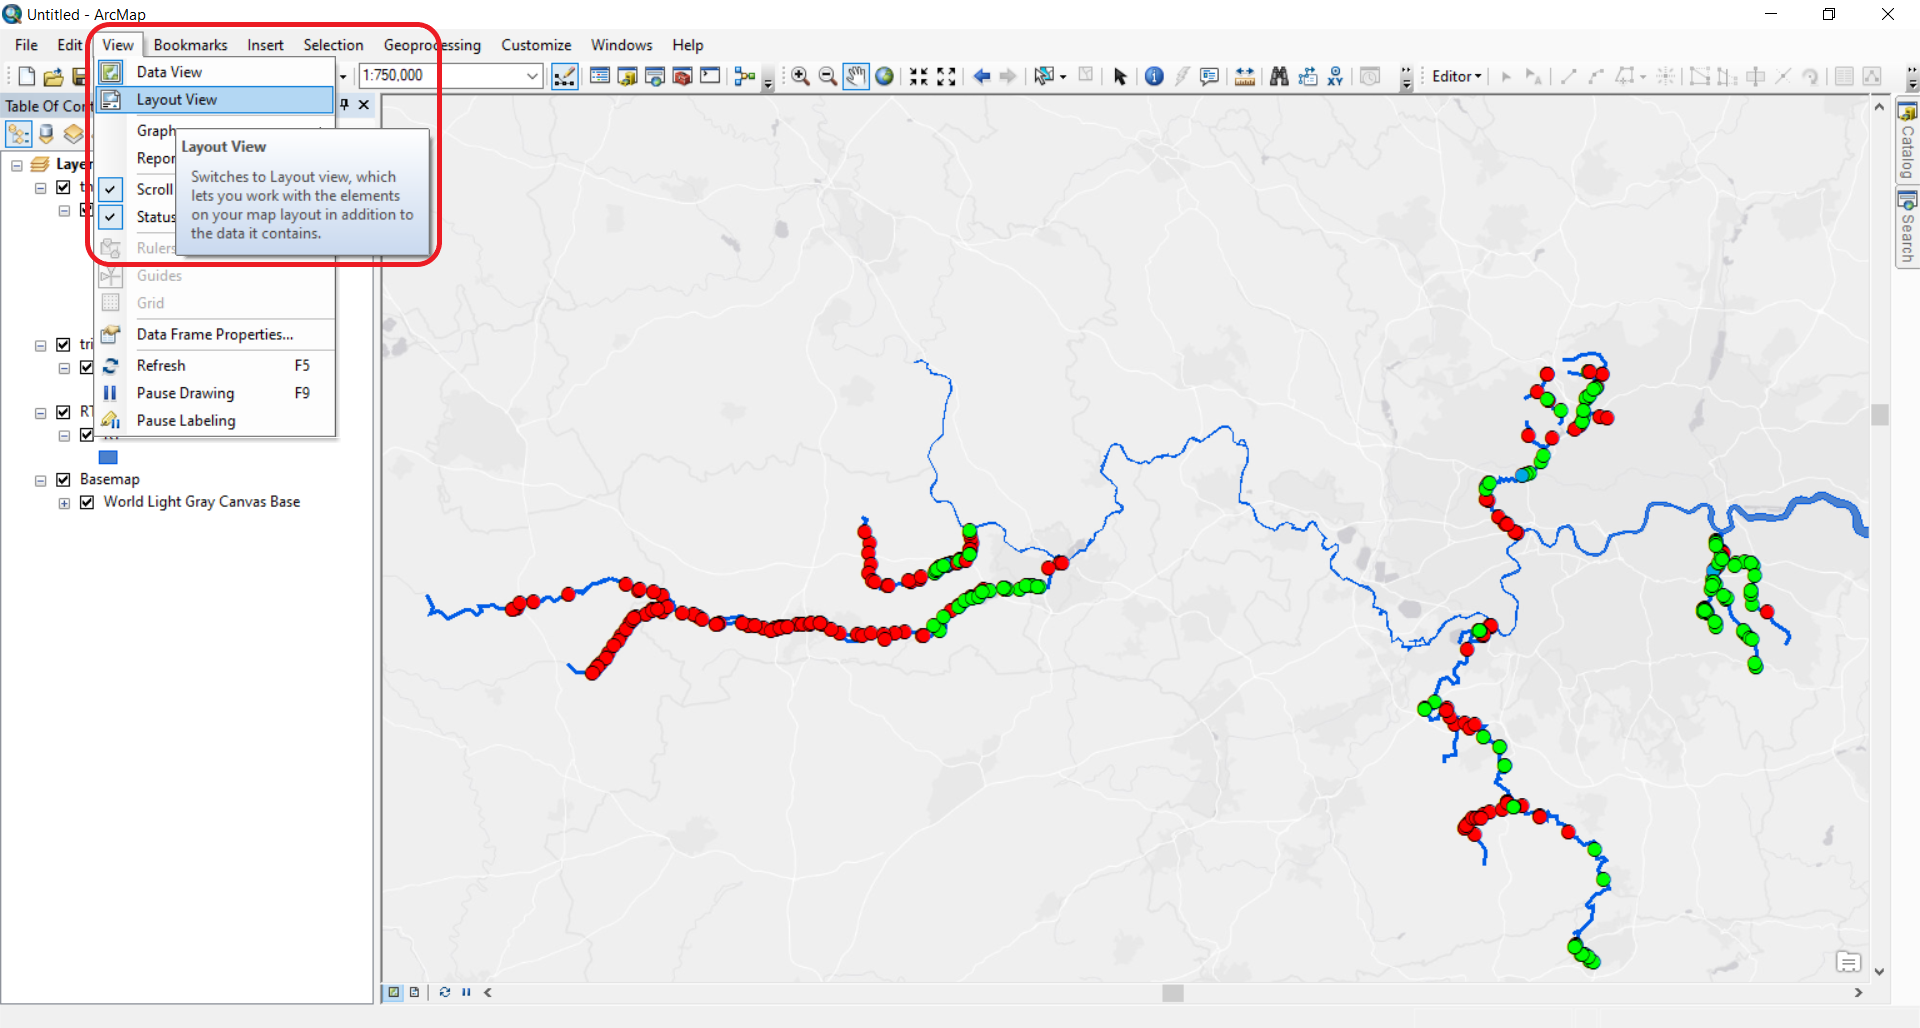 Untitled - ArcMap
File Edit View Bookmarks Insert Selection Geoprocessing Customize Windows Help
1:750,000
Editor
Table Of Con
Data View
Layout View
Graph
Repor
Scroll
Status
Rulers
Guides
Grid
Data Frame Properties...
Refresh F5
Pause Drawing F9
Pause Labeling
Layout View
Switches to Layout view, which
lets you work with the elements
on your map layout in addition to
the data it contains.
Layer
tri
Basemap
World Light Gray Canvas Base
Catalog
Search